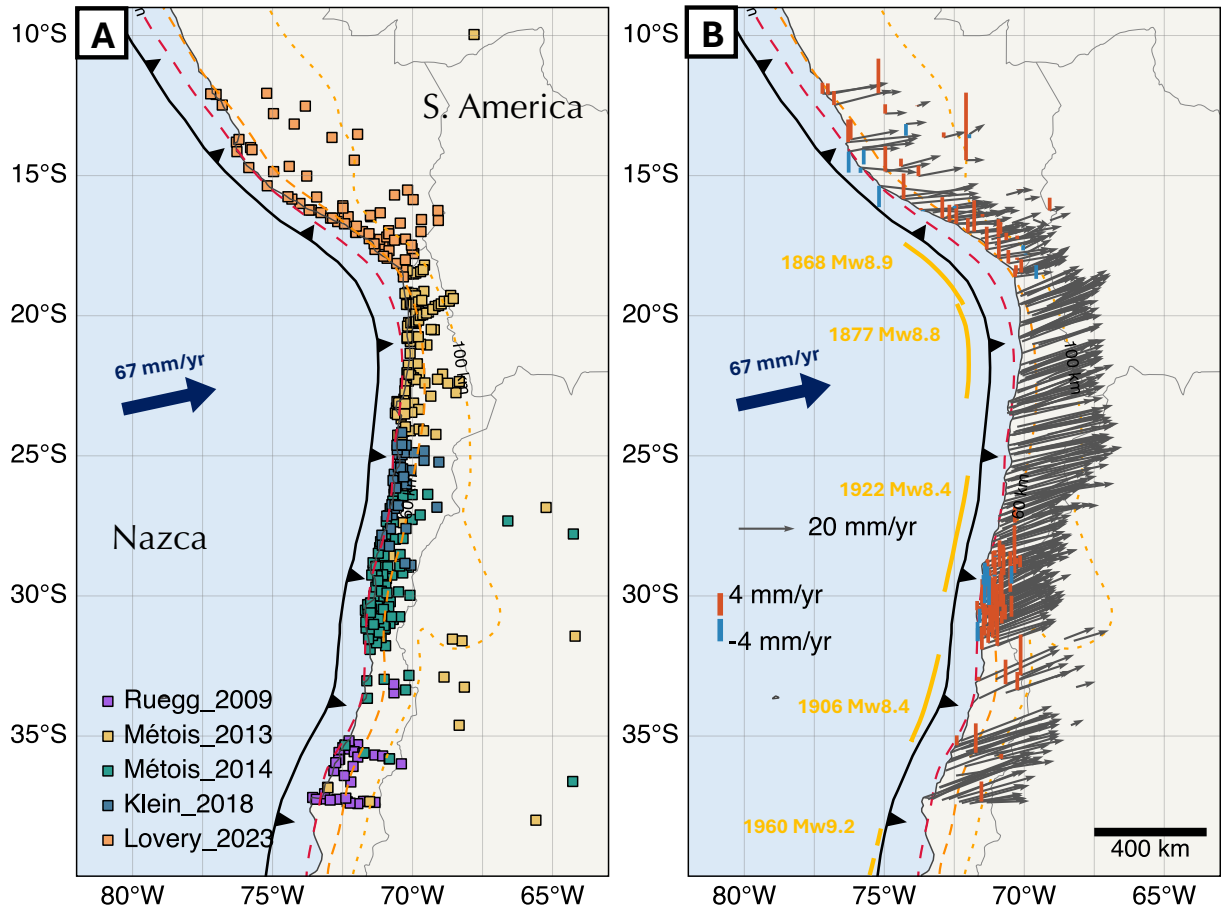 A
10°S
15°S
20°S
25°S
30°S
35°S
S. America
67 mm/yr
100 km
60 km
Nazca
Ruegg_2009
Métois_2013
Métois_2014
Klein_2018
Lovery_2023
80°W
75°W
70°W
65°W
B
10°S
15°S
20°S
25°S
30°S
35°S
1868 Mw8.9
1877 Mw8.8
67 mm/yr
100 km
1922 Mw8.4
60 km
20 mm/yr
4 mm/yr
-4 mm/yr
1906 Mw8.4
1960 Mw9.2
400 km
80°W
75°W
70°W
65°W